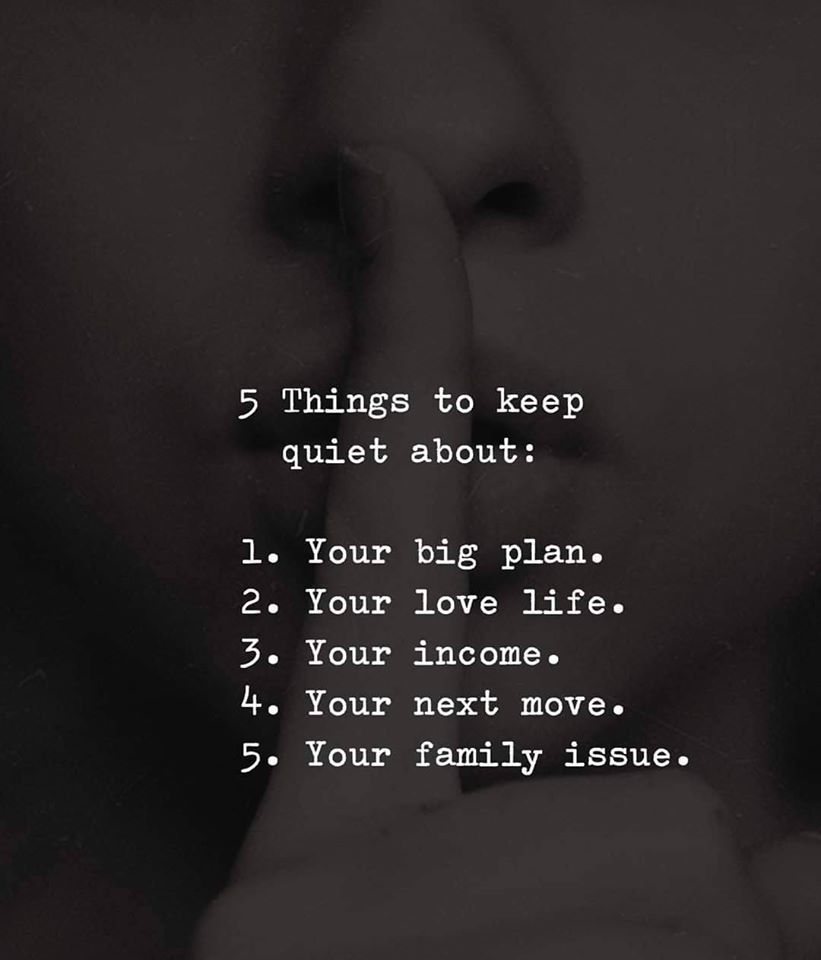 5 Things to keep
quiet about:
1. Your big plan.
2. Your love life.
3. Your income.
4. Your next move.
5. Your family issue.